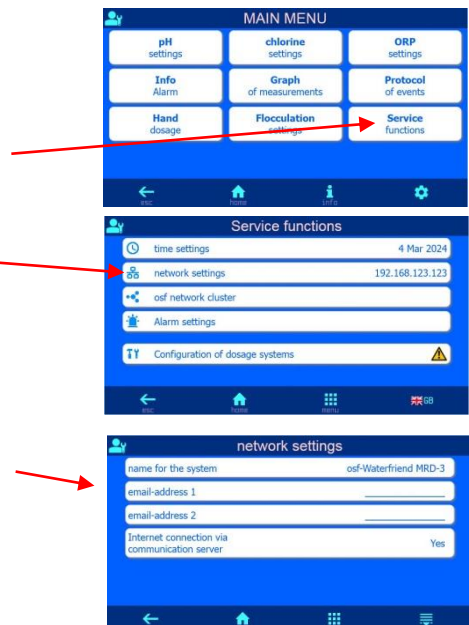 MAIN MENU
pH
settings
chlorine
settings
ORP
settings
Info
Alarm
Graph
of measurements
Protocol
of events
Hand
dosage
Flocculation
settings
Service
functions
esc
home
info
Service functions
time settings 4 Mar 2024
network settings 192.168.123.123
osf network cluster
Alarm settings
Configuration of dosage systems
esc
home
menu
GB
network settings
name for the system osf-Waterfriend MRD-3
email-address 1
email-address 2
Internet connection via
communication server Yes